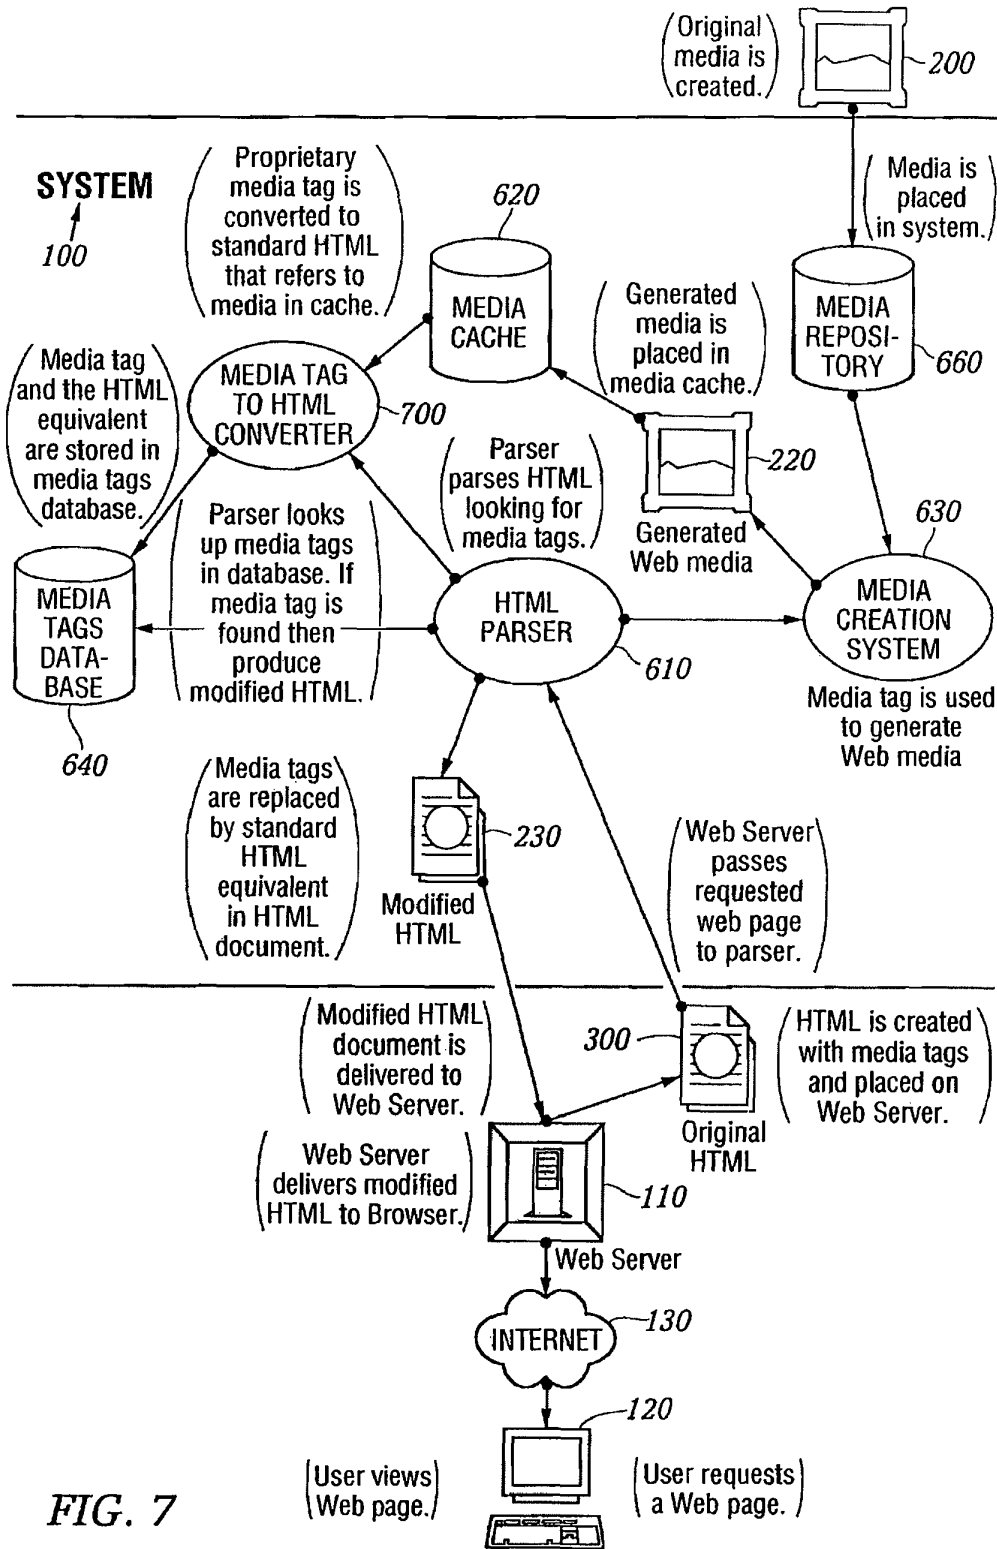 (Original
media is
created.)
200
SYSTEM
100
(Proprietary
media tag is
converted to
standard HTML
that refers to
media in cache.)
620
MEDIA
CACHE
(Media is
placed
in system.)
(Generated
media is
placed in
media cache.)
MEDIA
REPOSI-
TORY
660
(Media tag
and the HTML
equivalent
are stored in
media tags
database.)
MEDIA TAG
TO HTML
CONVERTER
700
220
Generated
Web media
(Parser
parses HTML
looking for
media tags.)
(Parser looks
up media tags
in database. If
media tag is
found then
produce
modified HTML.)
630
MEDIA
CREATION
SYSTEM
Media tag is used
to generate
Web media
HTML
PARSER
610
MEDIA
TAGS
DATA-
BASE
640
(Media tags
are replaced
by standard
HTML
equivalent
in HTML
document.)
230
Modified
HTML
(Web Server
passes
requested
web page
to parser.)
(Modified HTML
document is
delivered to
Web Server.)
300
Original
HTML
(HTML is created
with media tags
and placed on
Web Server.)
(Web Server
delivers modified
HTML to Browser.)
110
Web Server
INTERNET
130
120
(User views
Web page.)
(User requests
a Web page.)
FIG. 7